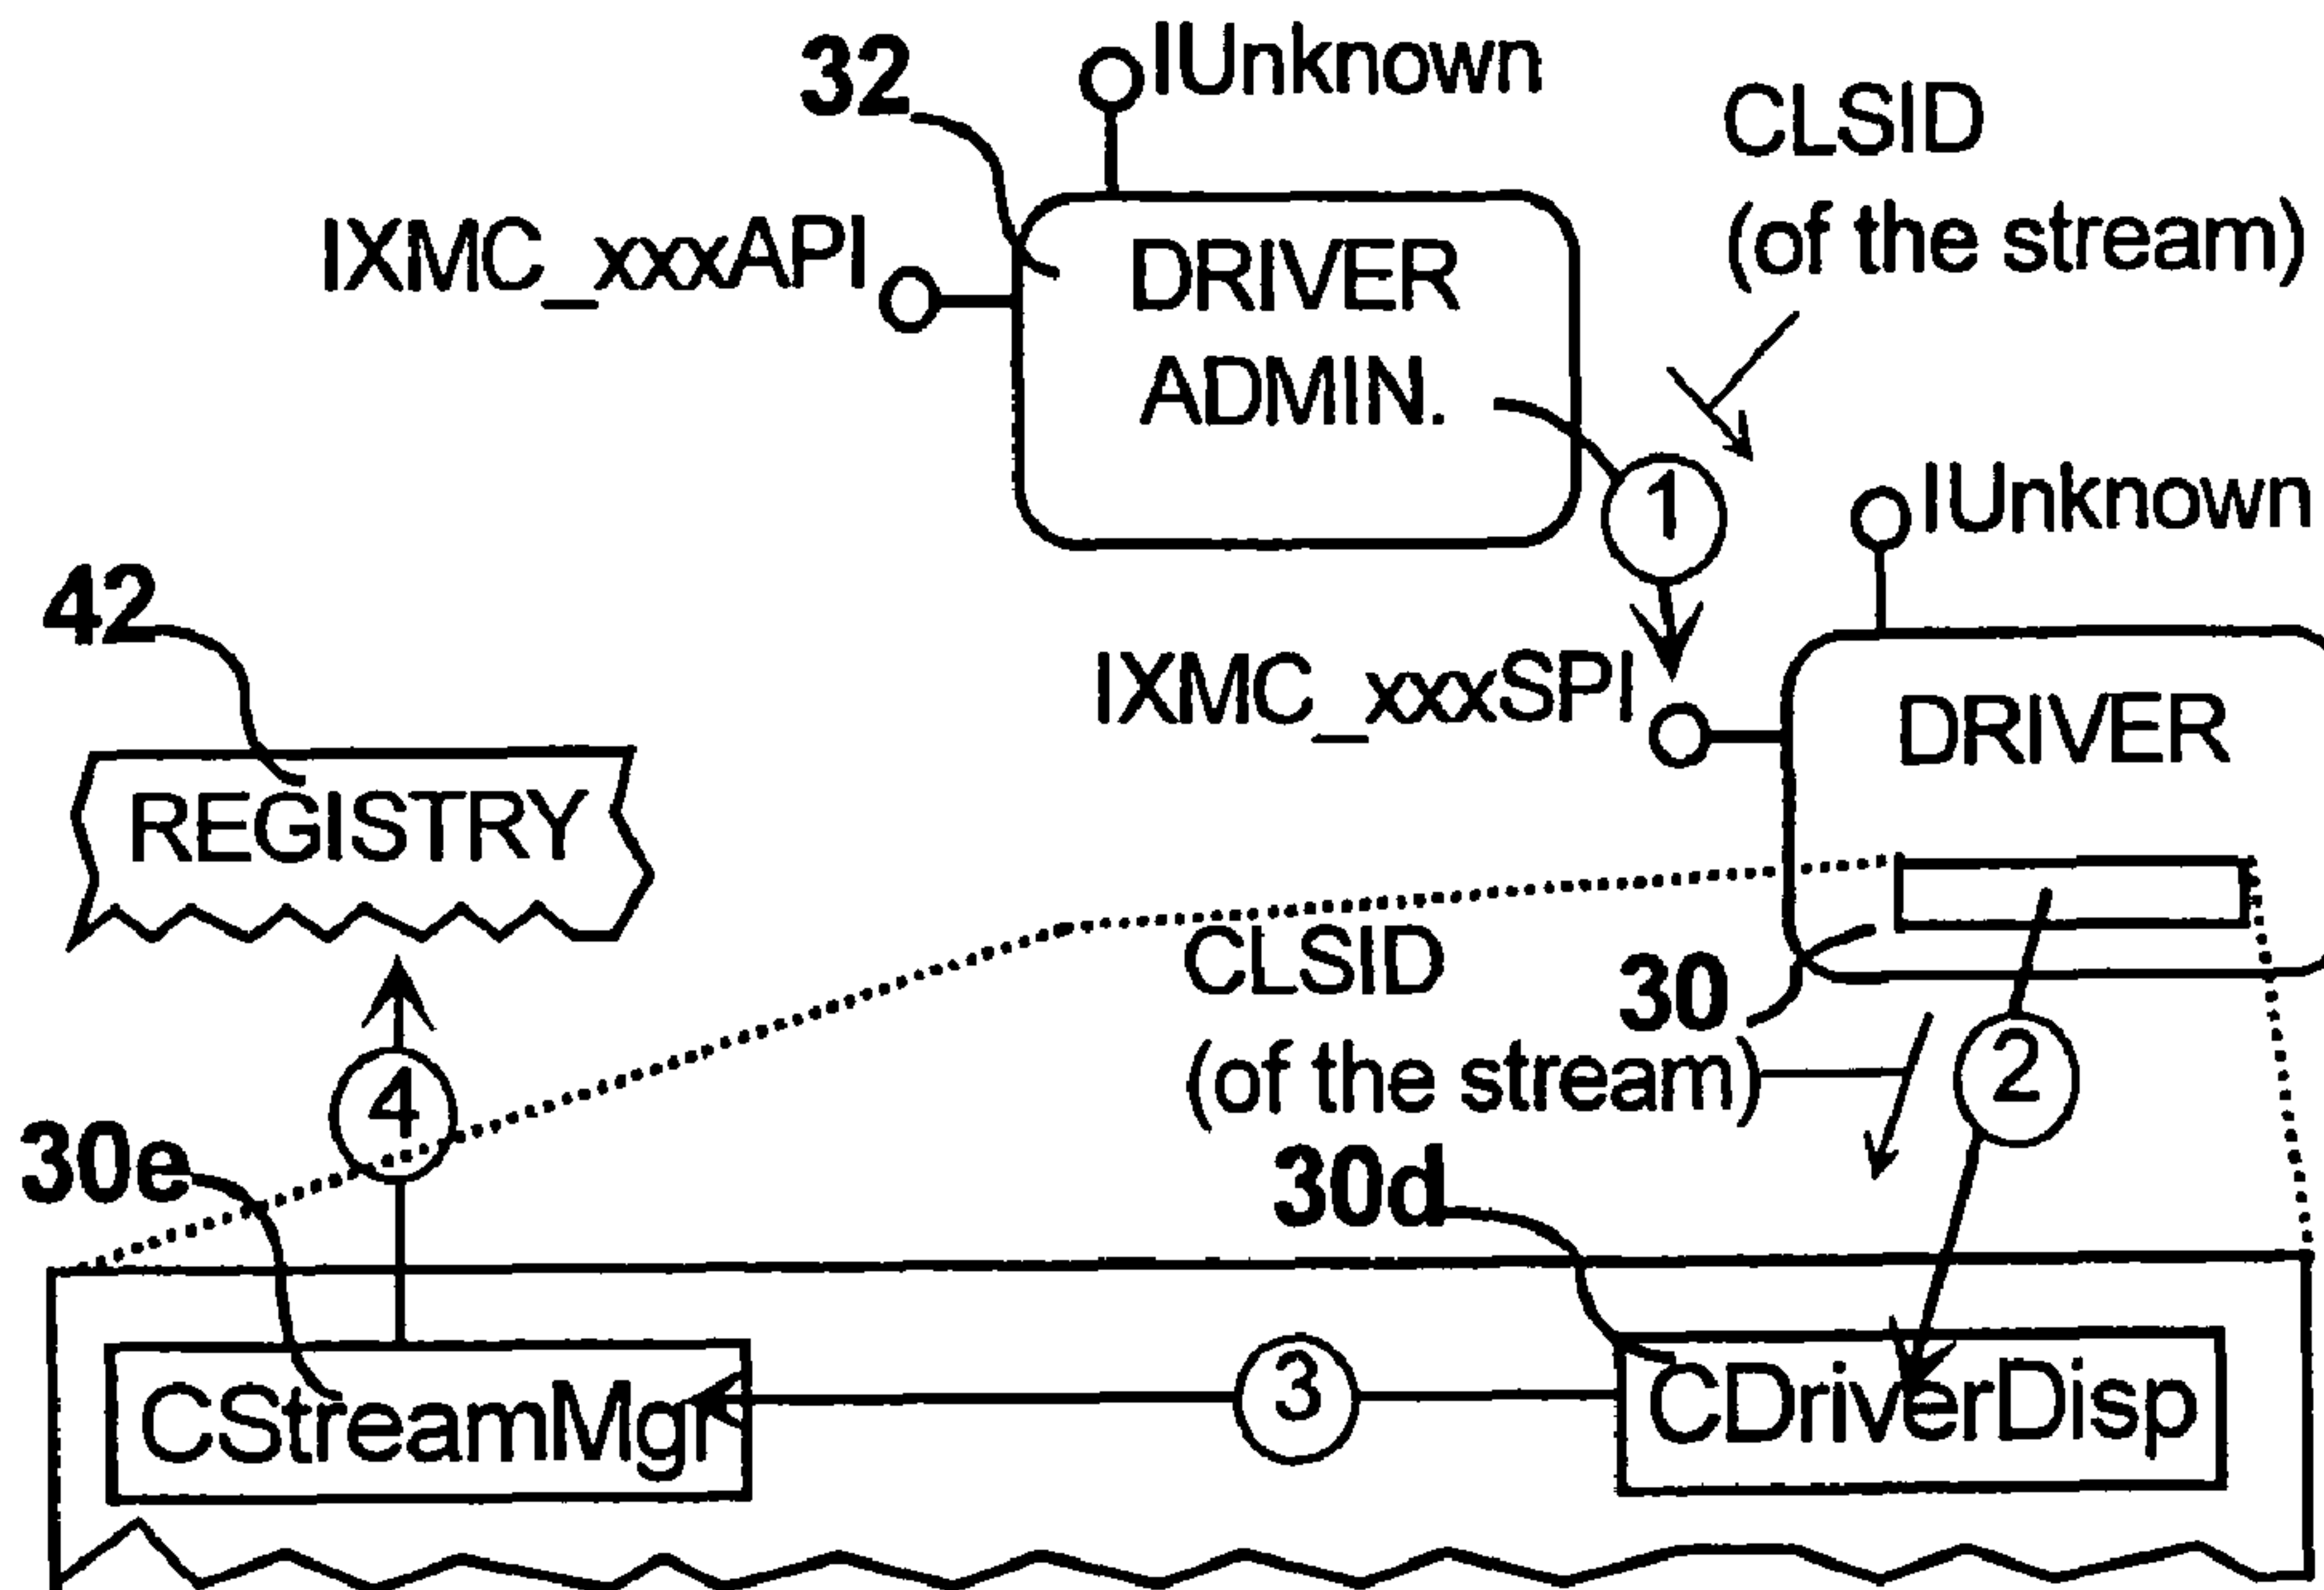 32
IUnknown
CLSID
(of the stream)
IXMC_xxxAPI
DRIVER
ADMIN.
1
IUnknown
42
IXMC_xxxSPI
DRIVER
REGISTRY
CLSID
30
(of the stream)
2
4
30e
30d
CStreamMgr
3
CDriverDisp